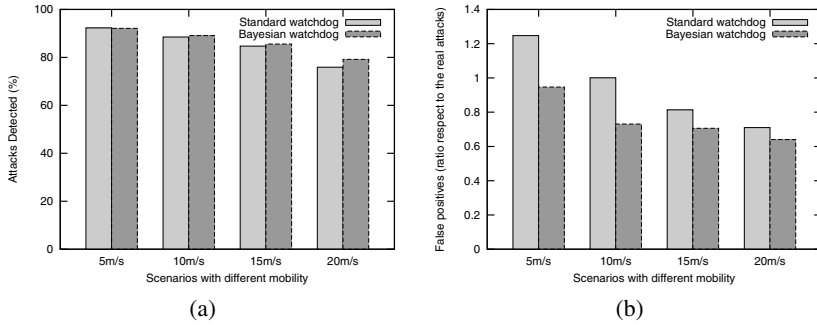 100
80
60
40
20
0
Attacks Detected (%)
Standard watchdog
Bayesian watchdog
5m/s
10m/s
15m/s
20m/s
Scenarios with different mobility
(a)
1.4
1.2
1
0.8
0.6
0.4
0.2
0
False positives (ratio respect to the real attacks)
Standard watchdog
Bayesian watchdog
5m/s
10m/s
15m/s
20m/s
Scenarios with different mobility
(b)